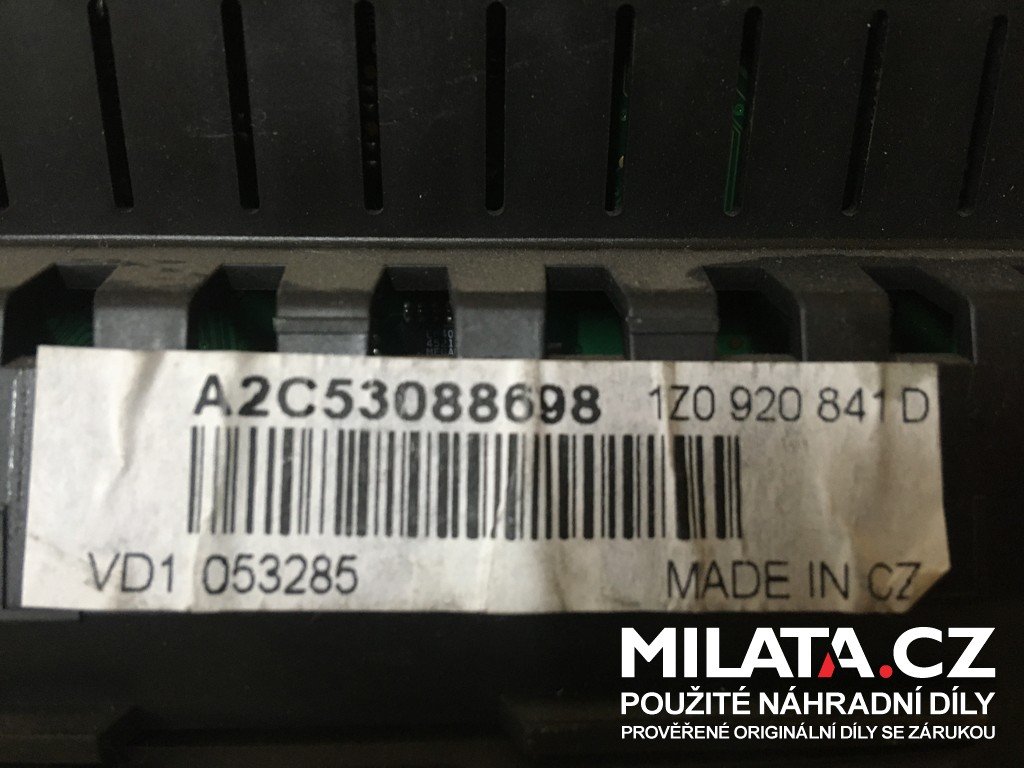 A2C53088698 1Z0 920 841 D
VD1 053285 MADE IN CZ
MILATA.CZ
POUŽITÉ NÁHRADNÍ DÍLY
PROVĚŘENÉ ORIGINÁLNÍ DÍLY SE ZÁRUKOU